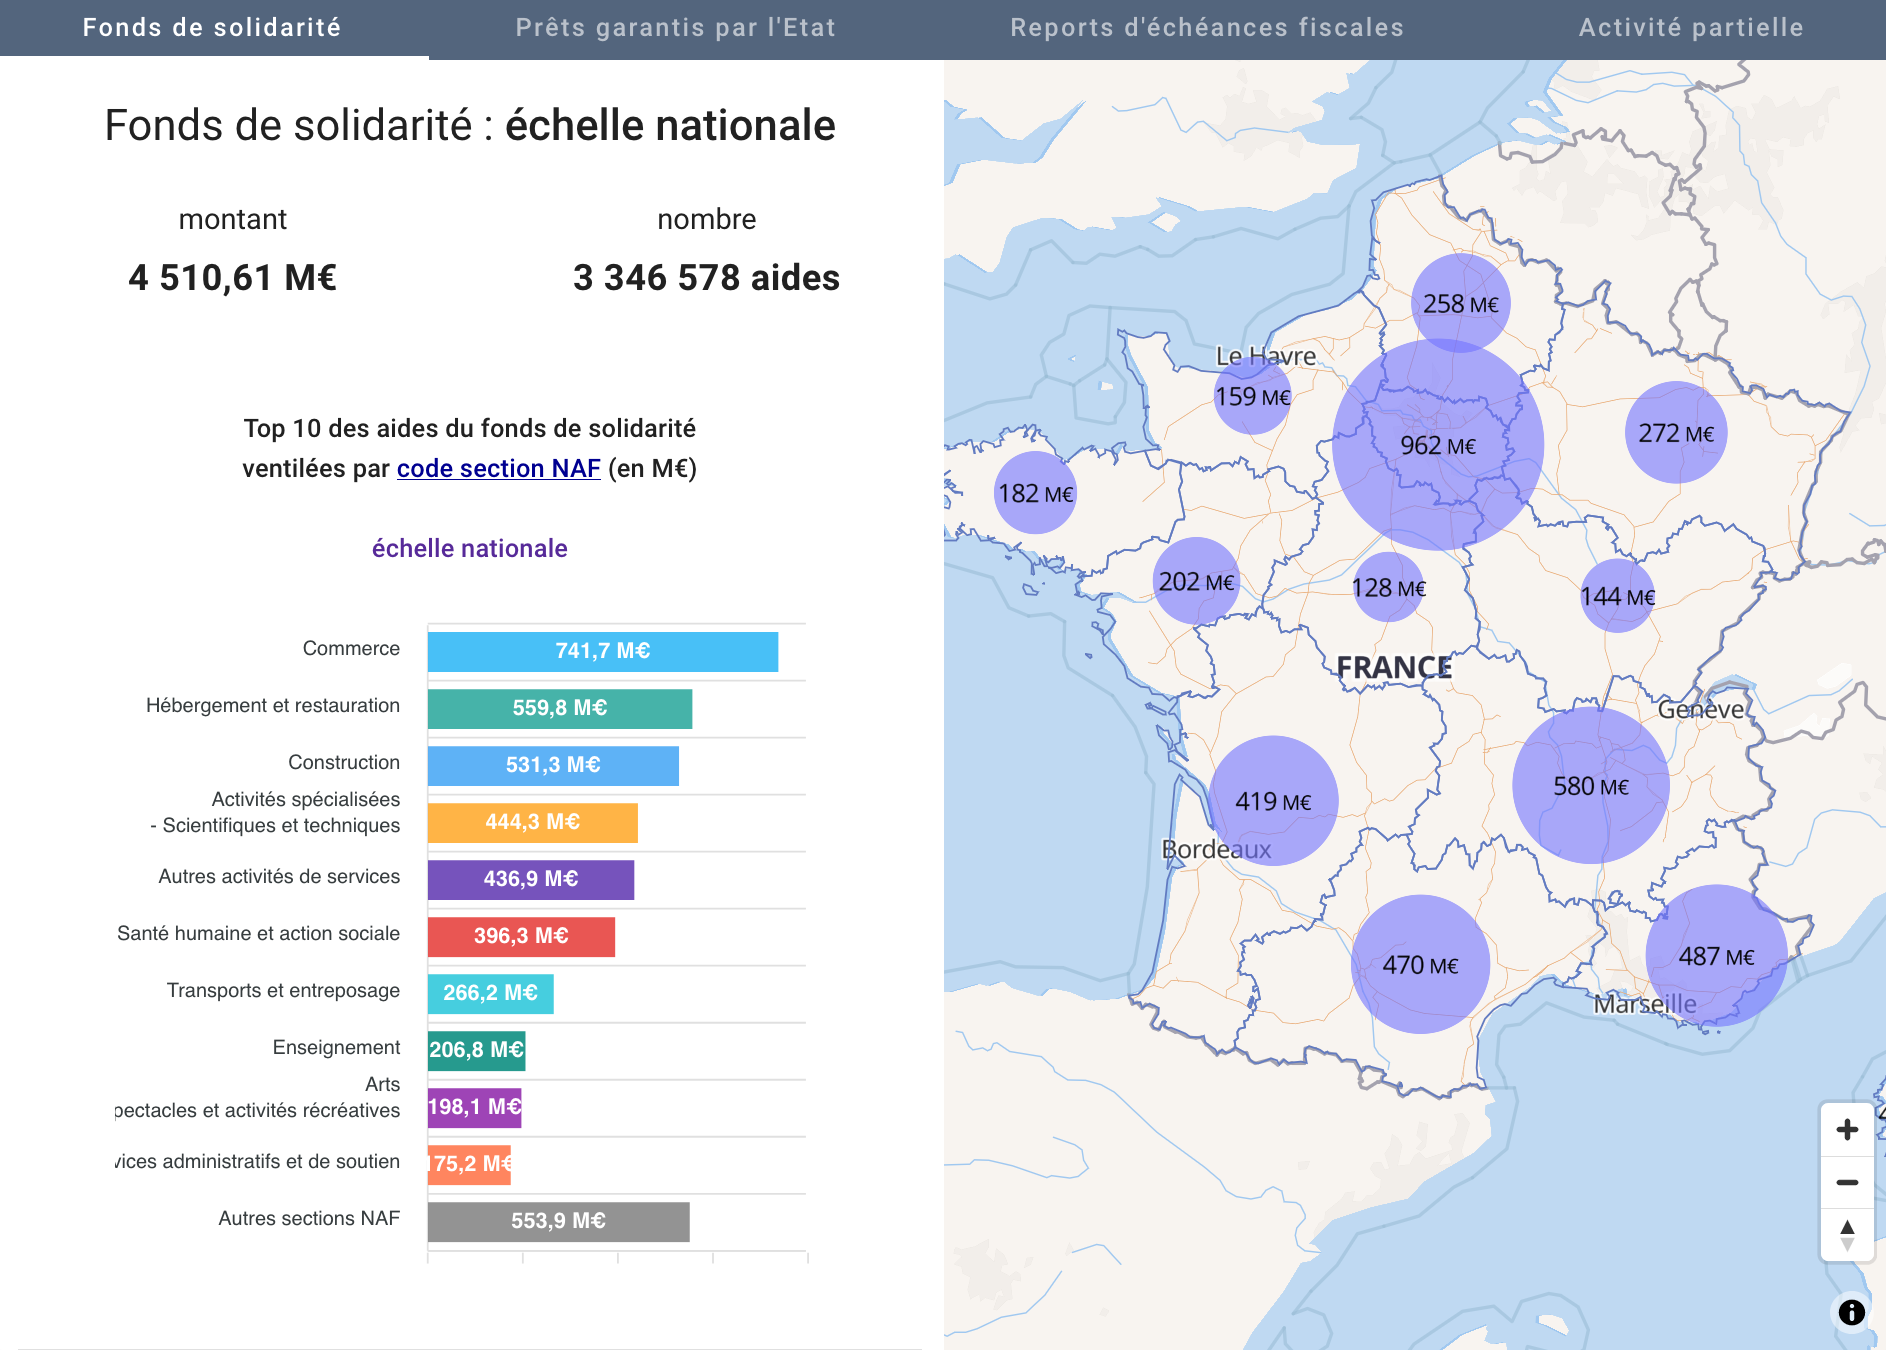 Fonds de solidarité
Prêts garantis par l'Etat
Reports d'échéances fiscales
Activité partielle
Fonds de solidarité : échelle nationale
montant
nombre
4 510,61 M€
3 346 578 aides
Top 10 des aides du fonds de solidarité
ventilées par code section NAF (en M€)
échelle nationale
Commerce
741,7 M€
Hébergement et restauration
559,8 M€
Construction
531,3 M€
Activités spécialisées
- Scientifiques et techniques
444,3 M€
Autres activités de services
436,9 M€
Santé humaine et action sociale
396,3 M€
Transports et entreposage
266,2 M€
Enseignement
206,8 M€
Arts
pectacles et activités récréatives
198,1 M€
vices administratifs et de soutien
175,2 M€
Autres sections NAF
553,9 M€
258 M€
Le Havre
159 M€
962 M€
272 M€
182 M€
202 M€
128 M€
144 M€
FRANCE
Genève
419 M€
580 M€
Bordeaux
470 M€
487 M€
Marseille